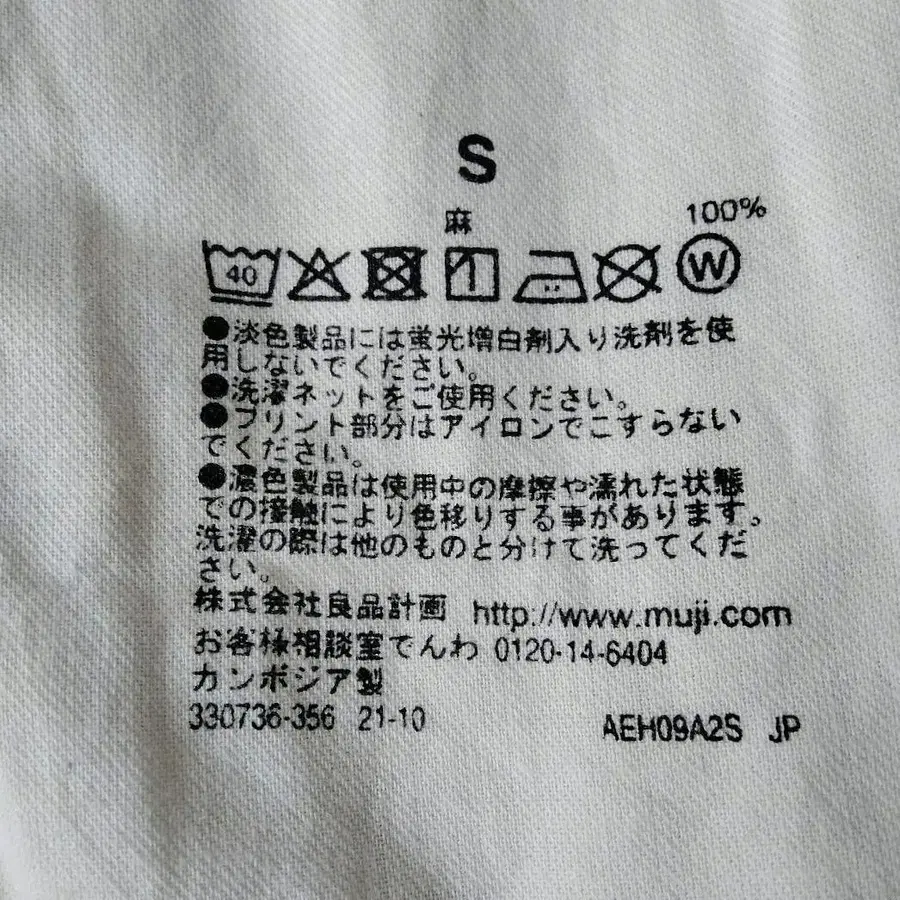 S
麻 100%
40
W
●淡色製品には蛍光増白剤入り洗剤を使
用しないでください。
●洗濯ネットをご使用ください。
●プリント部分はアイロンでこすらない
でください。
●濃色製品は使用中の摩擦や濡れた状態
での接触により色移りする事があります。
洗濯の際は他のものと分けて洗ってくだ
さい。
株式会社良品計画 http://www.muji.com
お客様相談室でんわ 0120-14-6404
カンボジア製
330736-356 21-10 AEH09A2S JP